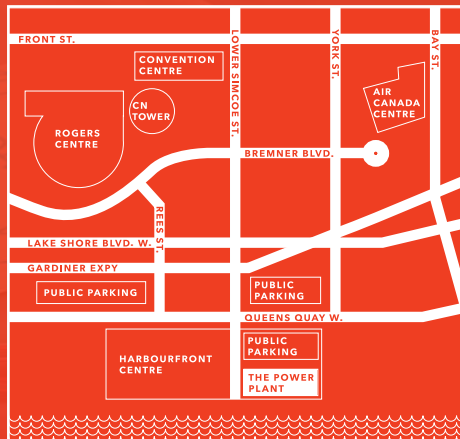 FRONT ST.
LOWER SIMCOE ST.
YORK ST.
BAY ST.
CONVENTION
CENTRE
CN
TOWER
AIR
CANADA
CENTRE
ROGERS
CENTRE
BREMNER BLVD.
REES ST.
LAKE SHORE BLVD. W.
GARDINER EXPY
PUBLIC PARKING
PUBLIC
PARKING
QUEENS QUAY W.
HARBOURFRONT
CENTRE
PUBLIC
PARKING
THE POWER
PLANT